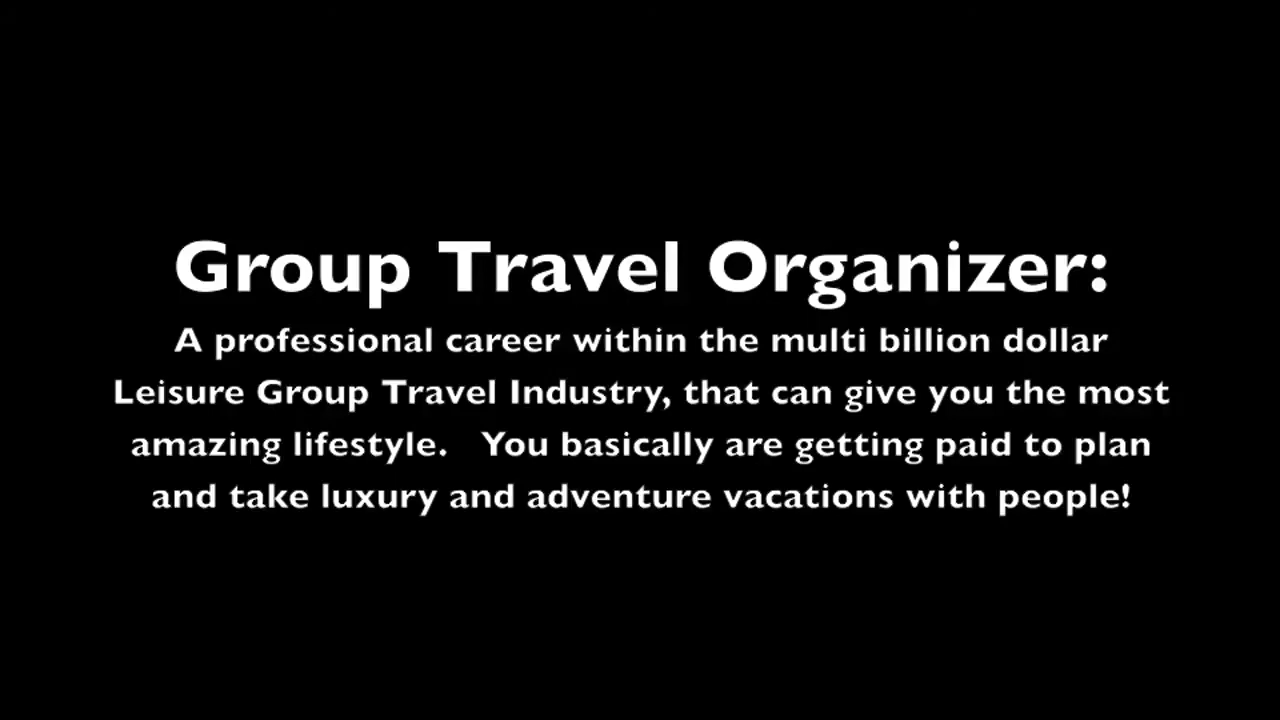 Group Travel Organizer:
A professional career within the multi billion dollar
Leisure Group Travel Industry, that can give you the most
amazing lifestyle.   You basically are getting paid to plan
and take luxury and adventure vacations with people!